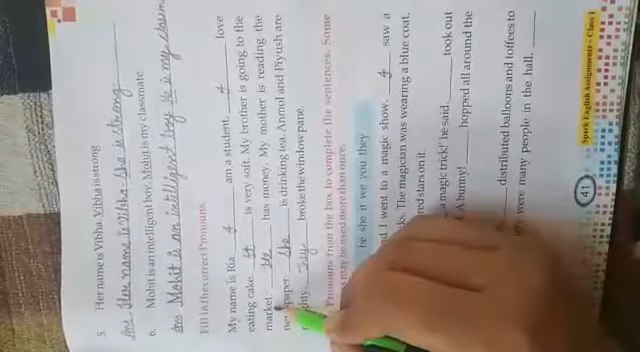 5. Her name is Vibha. Vibha is strong
Ans. Her name is Vibha. She is strong
6. Mohit is an intelligent boy. Mohit is my classmate
Ans Mohit is an intelligent boy. He is my classm
Fill in the correct Pronouns.
My name is Ria. I am a student. I love
eating cake. It is very soft. My brother is going to the
market. He has money. My mother is reading the
newspaper. She is drinking tea. Anmol and Piyush are
They broke the window pane.
Pronouns from the box to complete the sentences. Some
may be used more than once.
he she it we you they
I went to a magic show. I saw a
The magician was wearing a blue coat.
red stars on it.
a magic trick!' he said. took out
A bunny! hopped all around the
distributed balloons and toffees to
were many people in the hall.
41
Spark English Assignments - Class 1